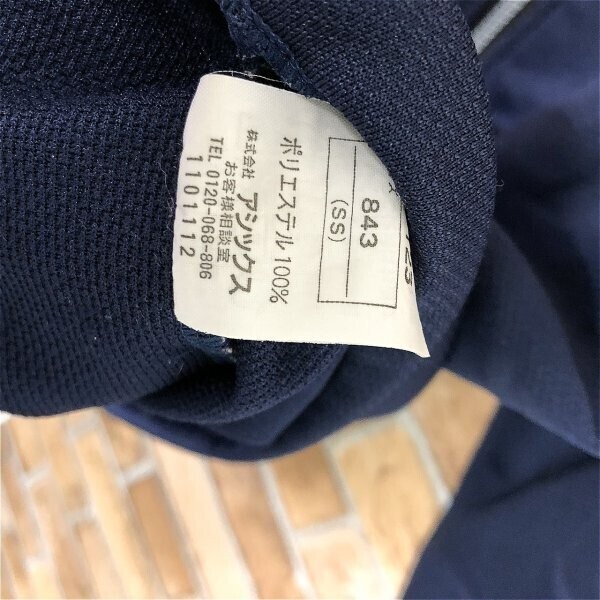 843
(SS)
ポリエステル100%
株式会社 アシックス
お客様相談室
TEL 0120-068-806
1101112